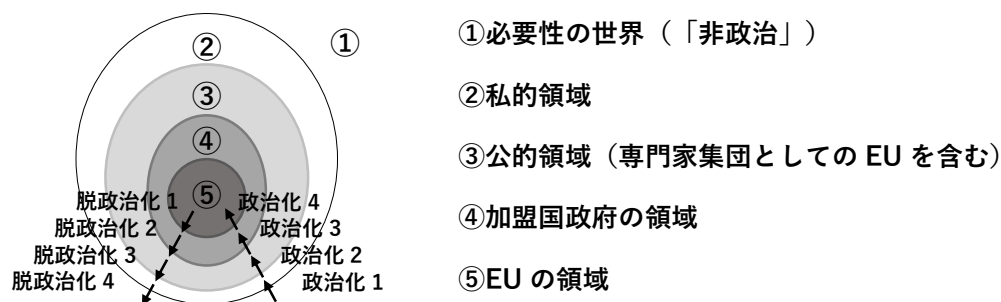 ①
②
③
④
⑤
脱政治化 1
脱政治化 2
脱政治化 3
脱政治化 4
政治化 4
政治化 3
政治化 2
政治化 1
①必要性の世界（「非政治」）
②私的領域
③公的領域（専門家集団としての EU を含む）
④加盟国政府の領域
⑤EU の領域